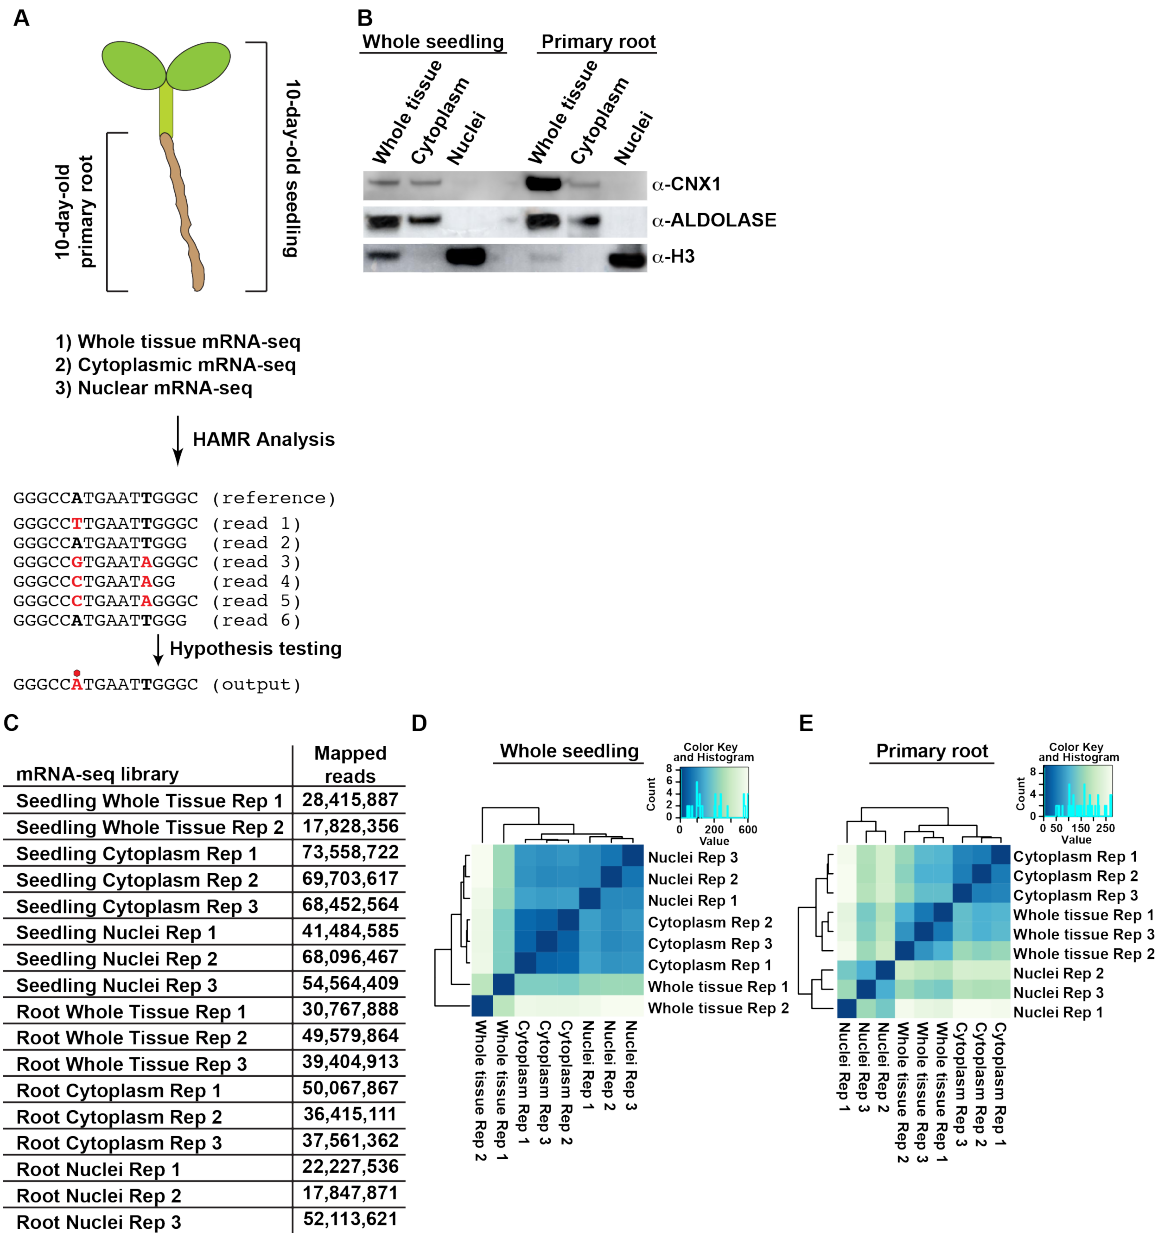 A
10-day-old seedling
10-day-old
primary root
1) Whole tissue mRNA-seq
2) Cytoplasmic mRNA-seq
3) Nuclear mRNA-seq
HAMR Analysis
GGGCCATGAATTGGGC (reference)
GGGCCTTGAATTGGGC (read 1)
GGGCCATGAATTGGG (read 2)
GGGCCGTGAATAGGGC (read 3)
GGGCCCTGAATAGG (read 4)
GGGCCCTGAATAGGGC (read 5)
GGGCCATGAATTGGG (read 6)
Hypothesis testing
GGGCCATGAATTGGGC (output)
B
Whole seedling
Primary root
Whole tissue
Cytoplasm
Nuclei
Whole tissue
Cytoplasm
Nuclei
α-CNX1
α-ALDOLASE
α-H3
C
mRNA-seq library Mapped reads
Seedling Whole Tissue Rep 1 28,415,887
Seedling Whole Tissue Rep 2 17,828,356
Seedling Cytoplasm Rep 1 73,558,722
Seedling Cytoplasm Rep 2 69,703,617
Seedling Cytoplasm Rep 3 68,452,564
Seedling Nuclei Rep 1 41,484,585
Seedling Nuclei Rep 2 68,096,467
Seedling Nuclei Rep 3 54,564,409
Root Whole Tissue Rep 1 30,767,888
Root Whole Tissue Rep 2 49,579,864
Root Whole Tissue Rep 3 39,404,913
Root Cytoplasm Rep 1 50,067,867
Root Cytoplasm Rep 2 36,415,111
Root Cytoplasm Rep 3 37,561,362
Root Nuclei Rep 1 22,227,536
Root Nuclei Rep 2 17,847,871
Root Nuclei Rep 3 52,113,621
D
Whole seedling
Color Key
and Histogram
Count
8
4
0
0 200 600
Value
Nuclei Rep 3
Nuclei Rep 2
Nuclei Rep 1
Cytoplasm Rep 2
Cytoplasm Rep 3
Cytoplasm Rep 1
Whole tissue Rep 1
Whole tissue Rep 2
Whole tissue Rep 2
Whole tissue Rep 1
Cytoplasm Rep 1
Cytoplasm Rep 3
Cytoplasm Rep 2
Nuclei Rep 1
Nuclei Rep 2
Nuclei Rep 3
E
Primary root
Color Key
and Histogram
Count
8
4
0
0 50 150 250
Value
Cytoplasm Rep 1
Cytoplasm Rep 2
Cytoplasm Rep 3
Whole tissue Rep 1
Whole tissue Rep 3
Whole tissue Rep 2
Nuclei Rep 2
Nuclei Rep 3
Nuclei Rep 1
Nuclei Rep 1
Nuclei Rep 3
Nuclei Rep 2
Whole tissue Rep 2
Whole tissue Rep 3
Whole tissue Rep 1
Cytoplasm Rep 3
Cytoplasm Rep 2
Cytoplasm Rep 1